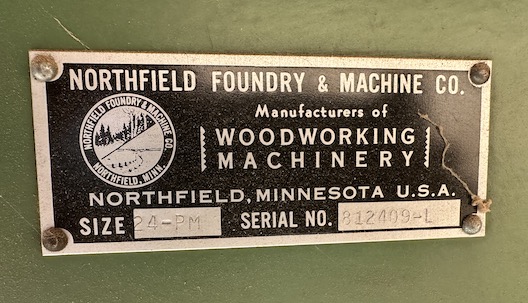 NORTHFIELD FOUNDRY & MACHINE CO.
NORTHFIELD FOUNDRY & MACHINE CO
NORTHFIELD, MINN.
Manufacturers of
WOODWORKING
MACHINERY
NORTHFIELD, MINNESOTA U.S.A.
SIZE 24-PM SERIAL NO. 812409-L